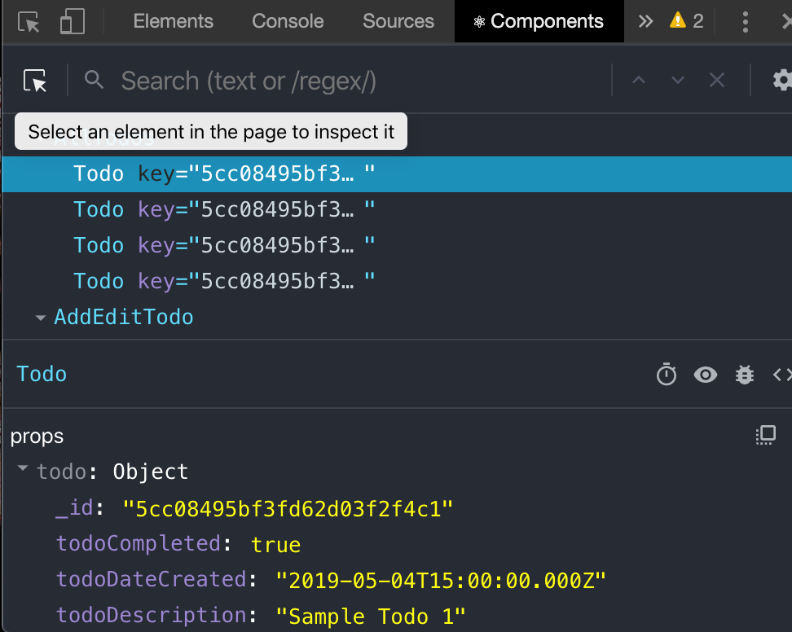 Elements Console Sources ⚛ Components » 2
Search (text or /regex/)
Select an element in the page to inspect it
Todo key="5cc08495bf3… "
Todo key="5cc08495bf3… "
Todo key="5cc08495bf3… "
Todo key="5cc08495bf3… "
AddEditTodo
Todo
props
todo: Object
_id: "5cc08495bf3fd62d03f2f4c1"
todoCompleted: true
todoDateCreated: "2019-05-04T15:00:00.000Z"
todoDescription: "Sample Todo 1"